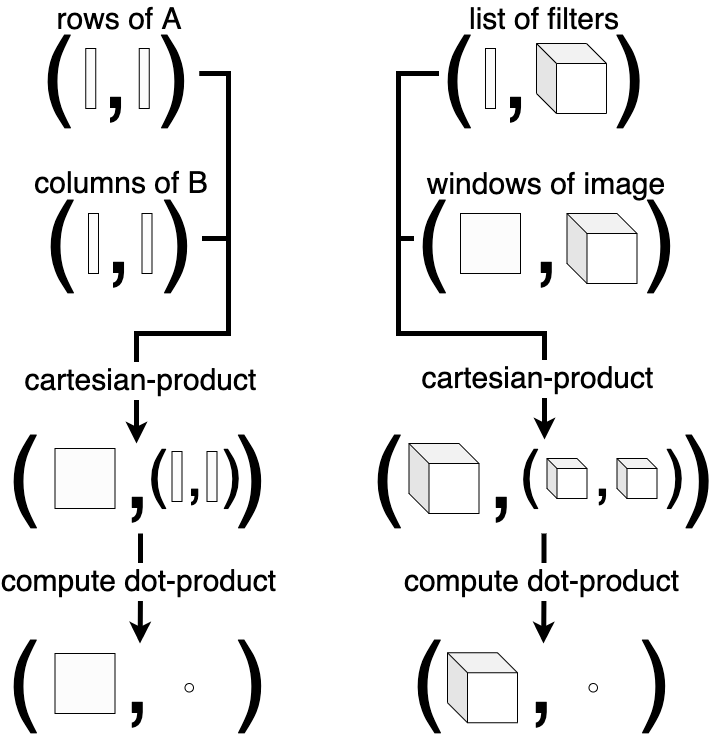 rows of A
( , )
columns of B
( , )
cartesian-product
( , ( , ))
compute dot-product
( , )
list of filters
( , )
windows of image
( , )
cartesian-product
( , ( , ))
compute dot-product
( , )